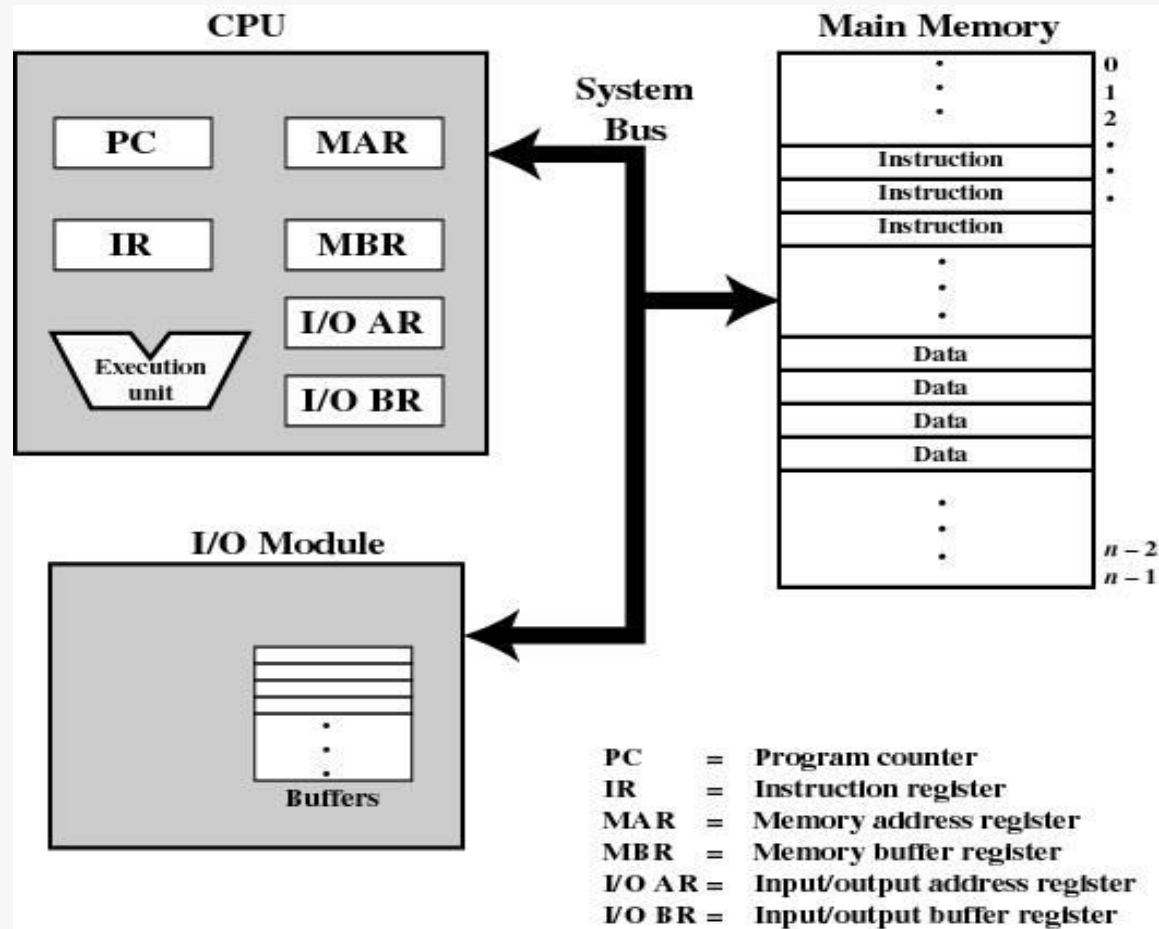 CPU
PC
MAR
IR
MBR
Execution
unit
I/O AR
I/O BR
System
Bus
Main Memory
0
1
2
Instruction
Instruction
Instruction
Data
Data
Data
Data
n – 2
n – 1
I/O Module
Buffers
PC = Program counter
IR = Instruction register
MAR = Memory address register
MBR = Memory buffer register
I/O AR = Input/output address register
I/O BR = Input/output buffer register